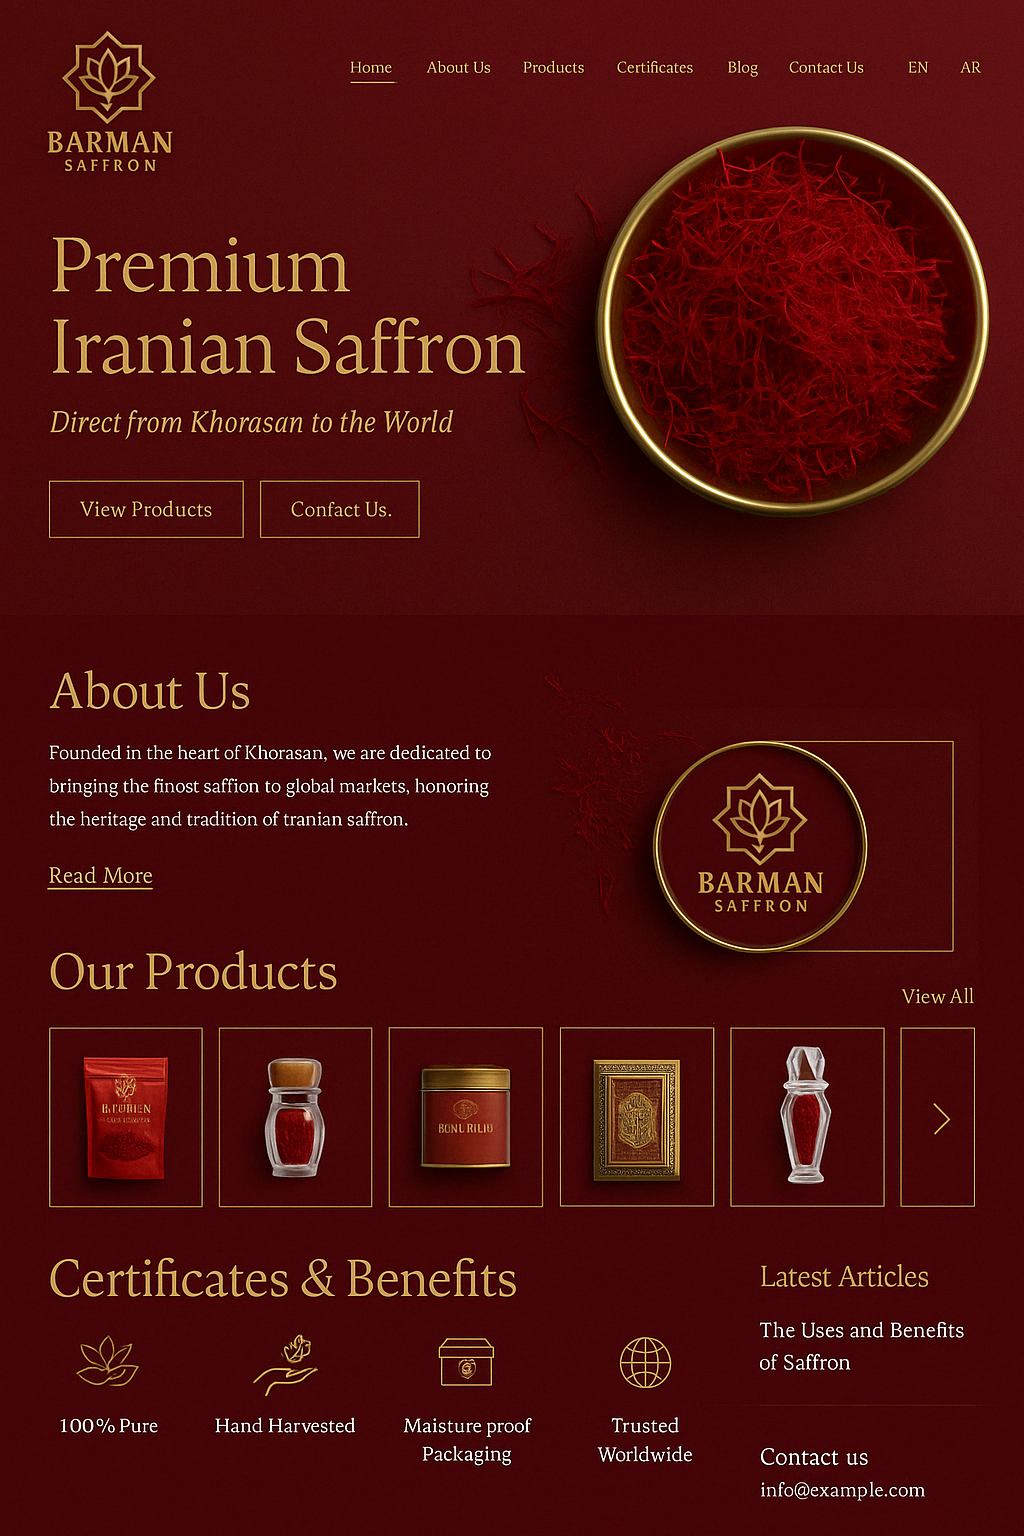 BARMAN
SAFFRON
Home About Us Products Certificates Blog Contact Us EN AR
Premium
Iranian Saffron
Direct from Khorasan to the World
View Products
Confact Us.
About Us
Founded in the heart of Khorasan, we are dedicated to
bringing the finost saffion to global markets, honoring
the heritage and tradition of tranian saffron.
Read More
BARMAN
SAFFRON
Our Products
View All
BONL RILIU
Certificates & Benefits
100% Pure
Hand Harvested
Maisture proof
Packaging
Trusted
Worldwide
Latest Articles
The Uses and Benefits
of Saffron
Contact us
info@example.com